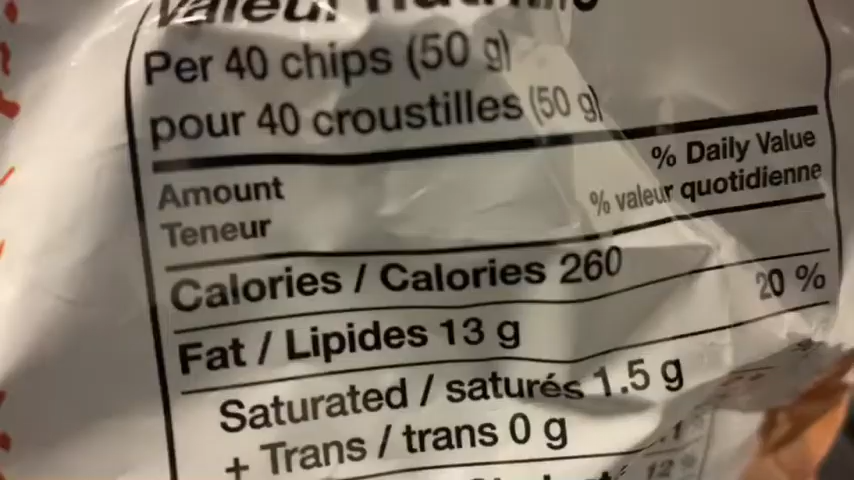 Per 40 chips (50 g)
pour 40 croustilles (50 g)
Amount
Teneur
% Daily Value
% valeur quotidienne
Calories / Calories 260
Fat / Lipides 13 g
20 %
Saturated / saturés 1.5 g
+ Trans / trans 0 g
12 %